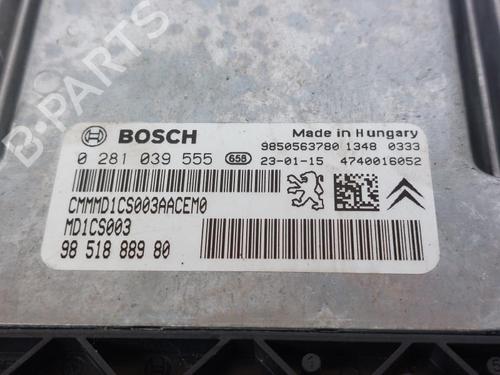 B-PARTS
BOSCH
Made in Hungary
9850563780 1348 0333
0 281 039 555 658 23-01-15 4740016052
CMMMD1CS003AACEM0
MD1CS003
98 518 889 80